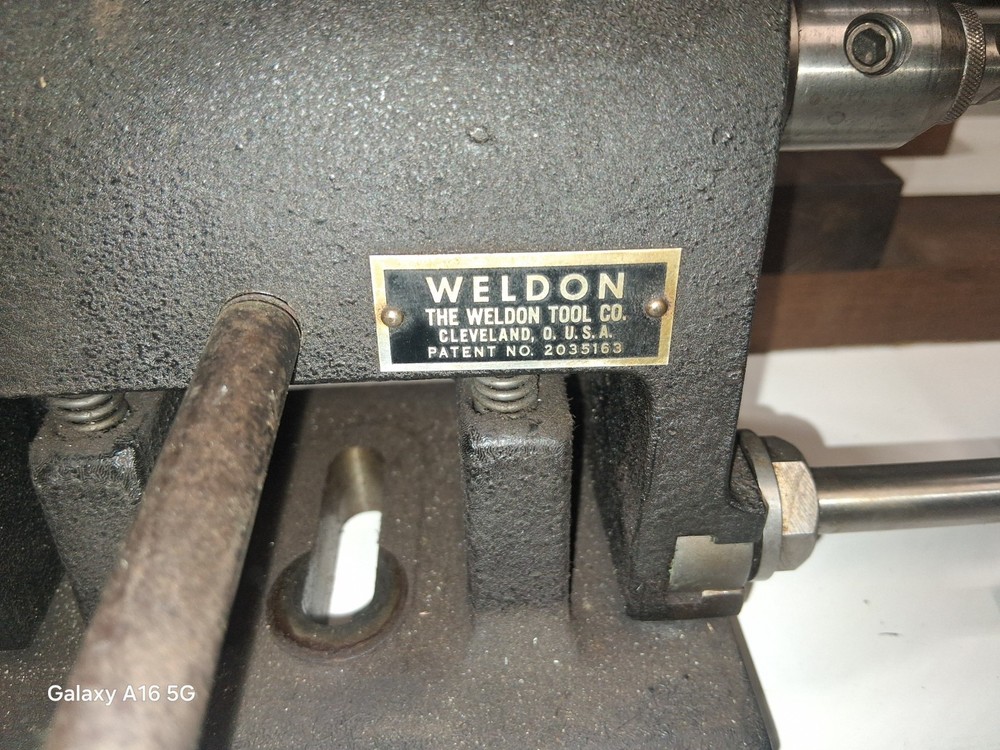 WELDON
THE WELDON TOOL CO.
CLEVELAND, O. U.S.A.
PATENT NO. 2035163
Galaxy A16 5G